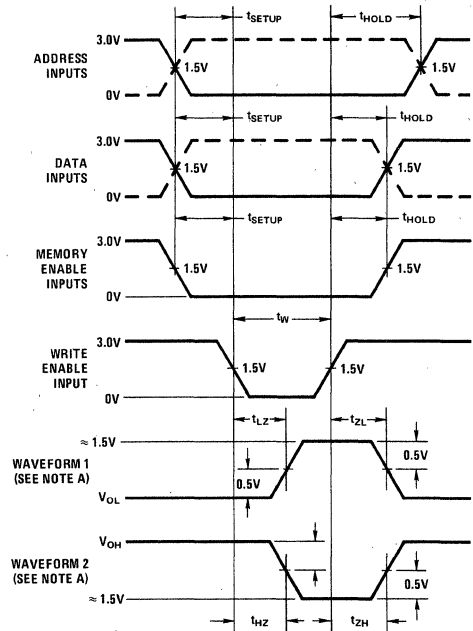 tSETUP
tHOLD
3.0V
ADDRESS
INPUTS
1.5V
1.5V
0V
tSETUP
tHOLD
3.0V
DATA
INPUTS
1.5V
1.5V
0V
tSETUP
tHOLD
3.0V
MEMORY
ENABLE
INPUTS
1.5V
1.5V
0V
tW
3.0V
WRITE
ENABLE
INPUT
1.5V
1.5V
0V
tLZ
tZL
≈ 1.5V
WAVEFORM 1
(SEE NOTE A)
0.5V
0.5V
VOL
VOH
WAVEFORM 2
(SEE NOTE A)
0.5V
≈ 1.5V
tHZ
tZH